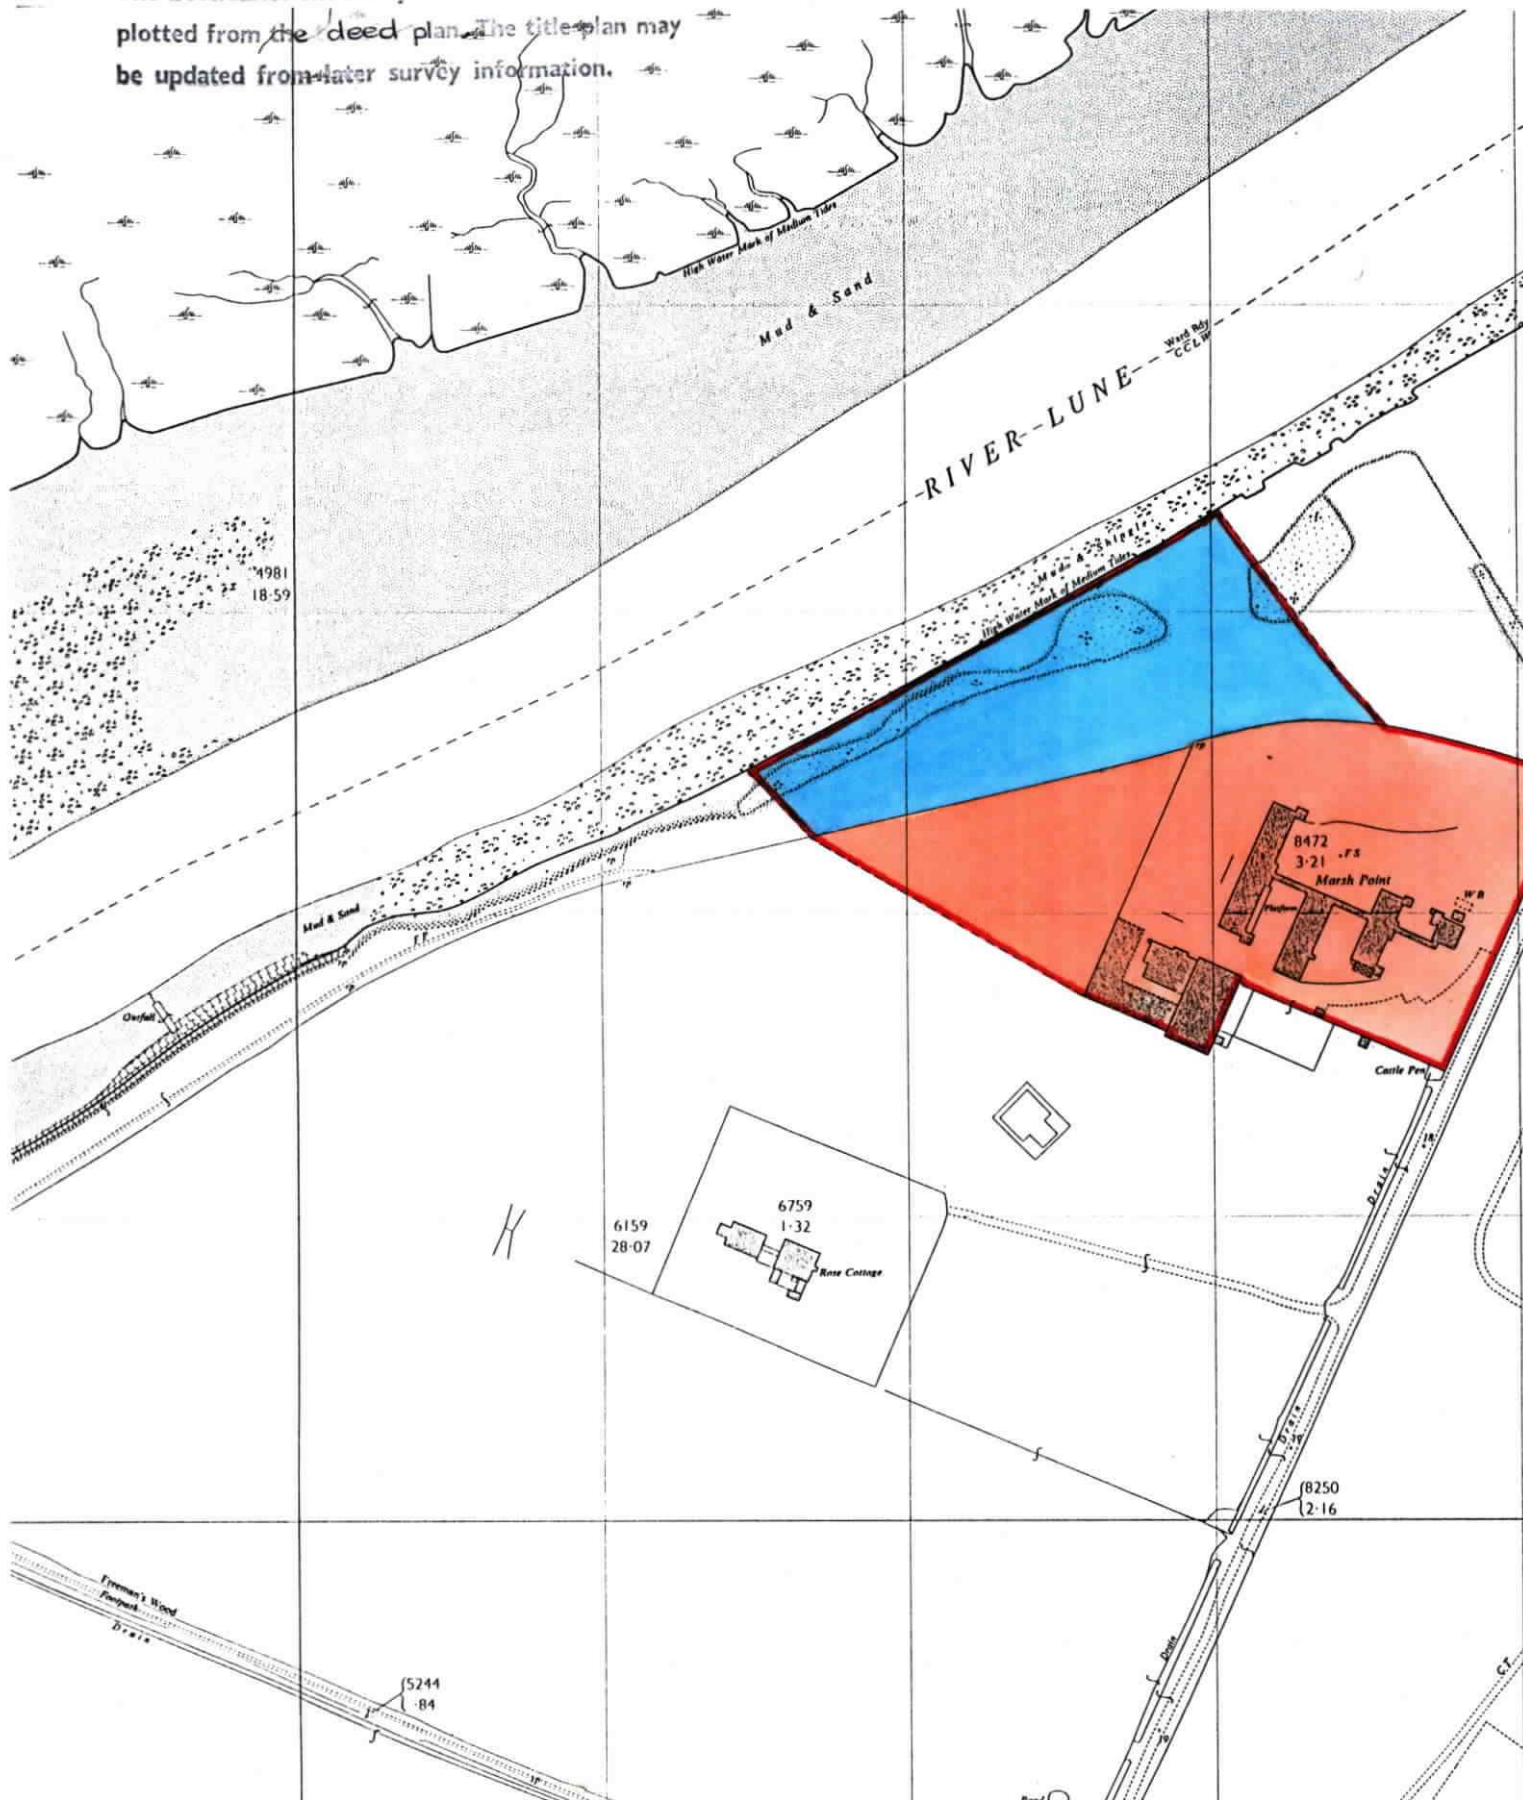 plotted from the deed plan. The title plan may
be updated from later survey information.
High Water Mark of Medium Tides
Mud & Sand
Ward Bdy
CCLW
RIVER LUNE
4981
18·59
Mud & Shingle
High Water Mark of Medium Tides
8472
3·21
FS
Marsh Point
Platform
W B
Mud & Sand
F P
Outfall
Cattle Pen
Drain
6759
1·32
Rose Cottage
6159
28·07
Drain
8250
2·16
Freeman's Wood
Footpath
Drain
5244
·84
Drain
C.T.